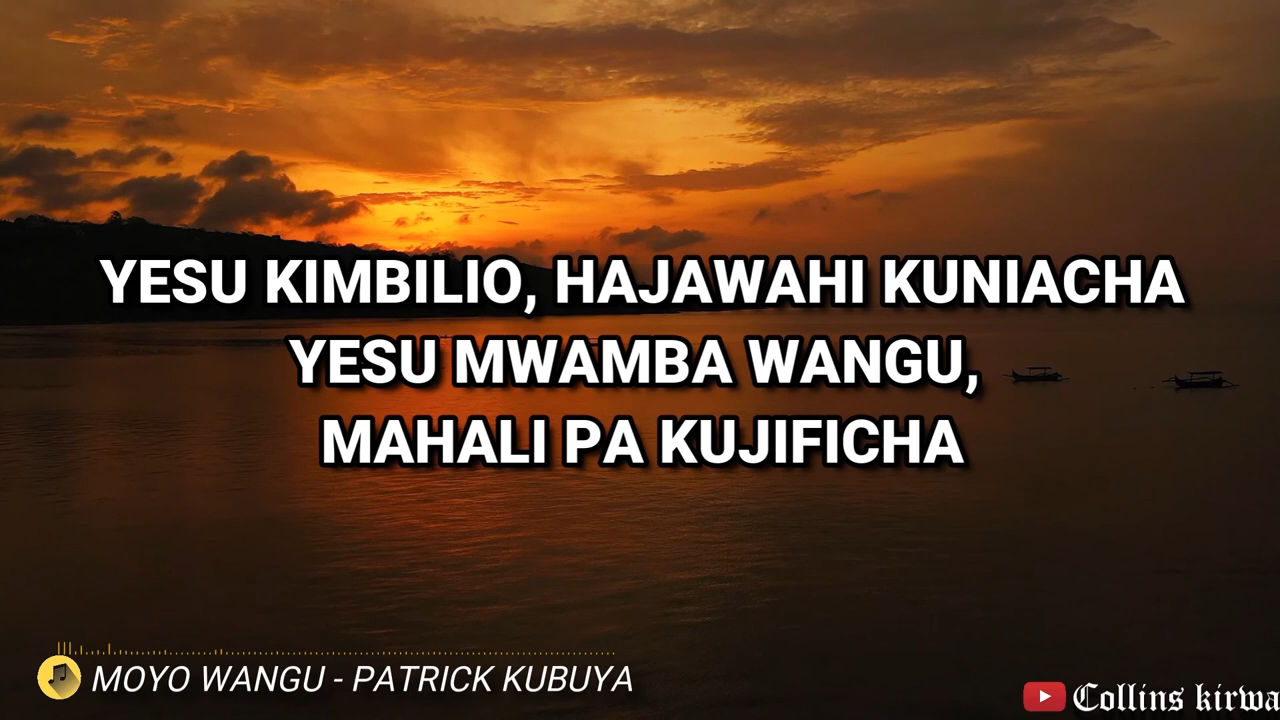 YESU KIMBILIO, HAJAWAHI KUNIACHA
YESU MWAMBA WANGU,
MAHALI PA KUJIFICHA
MOYO WANGU - PATRICK KUBUYA
Collins kirwa